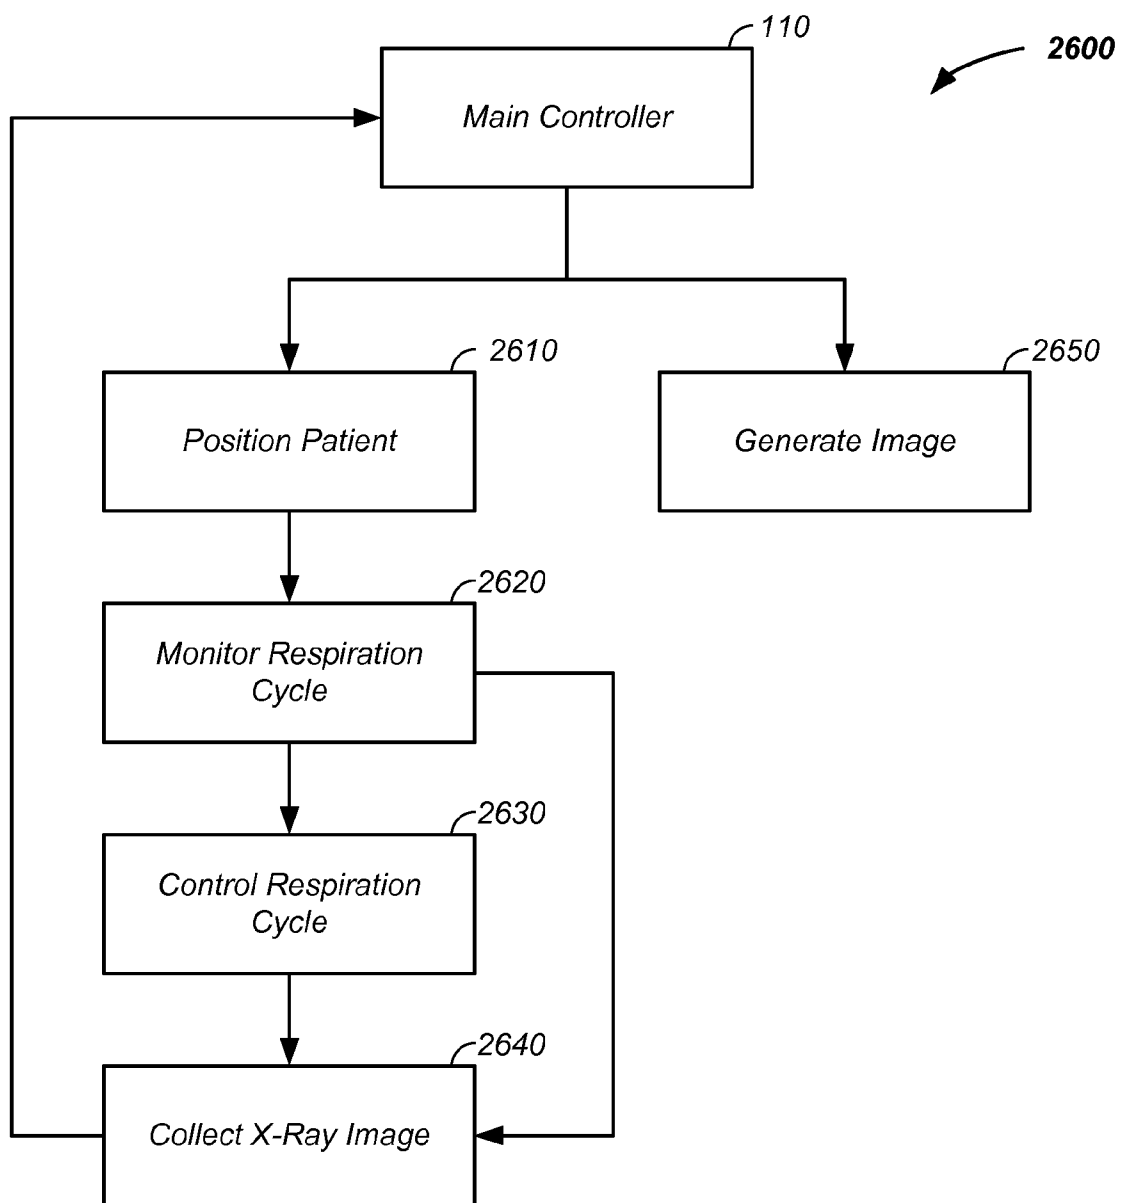 110
2600
Main Controller
2610
2650
Position Patient
Generate Image
2620
Monitor Respiration
Cycle
2630
Control Respiration
Cycle
2640
Collect X-Ray Image